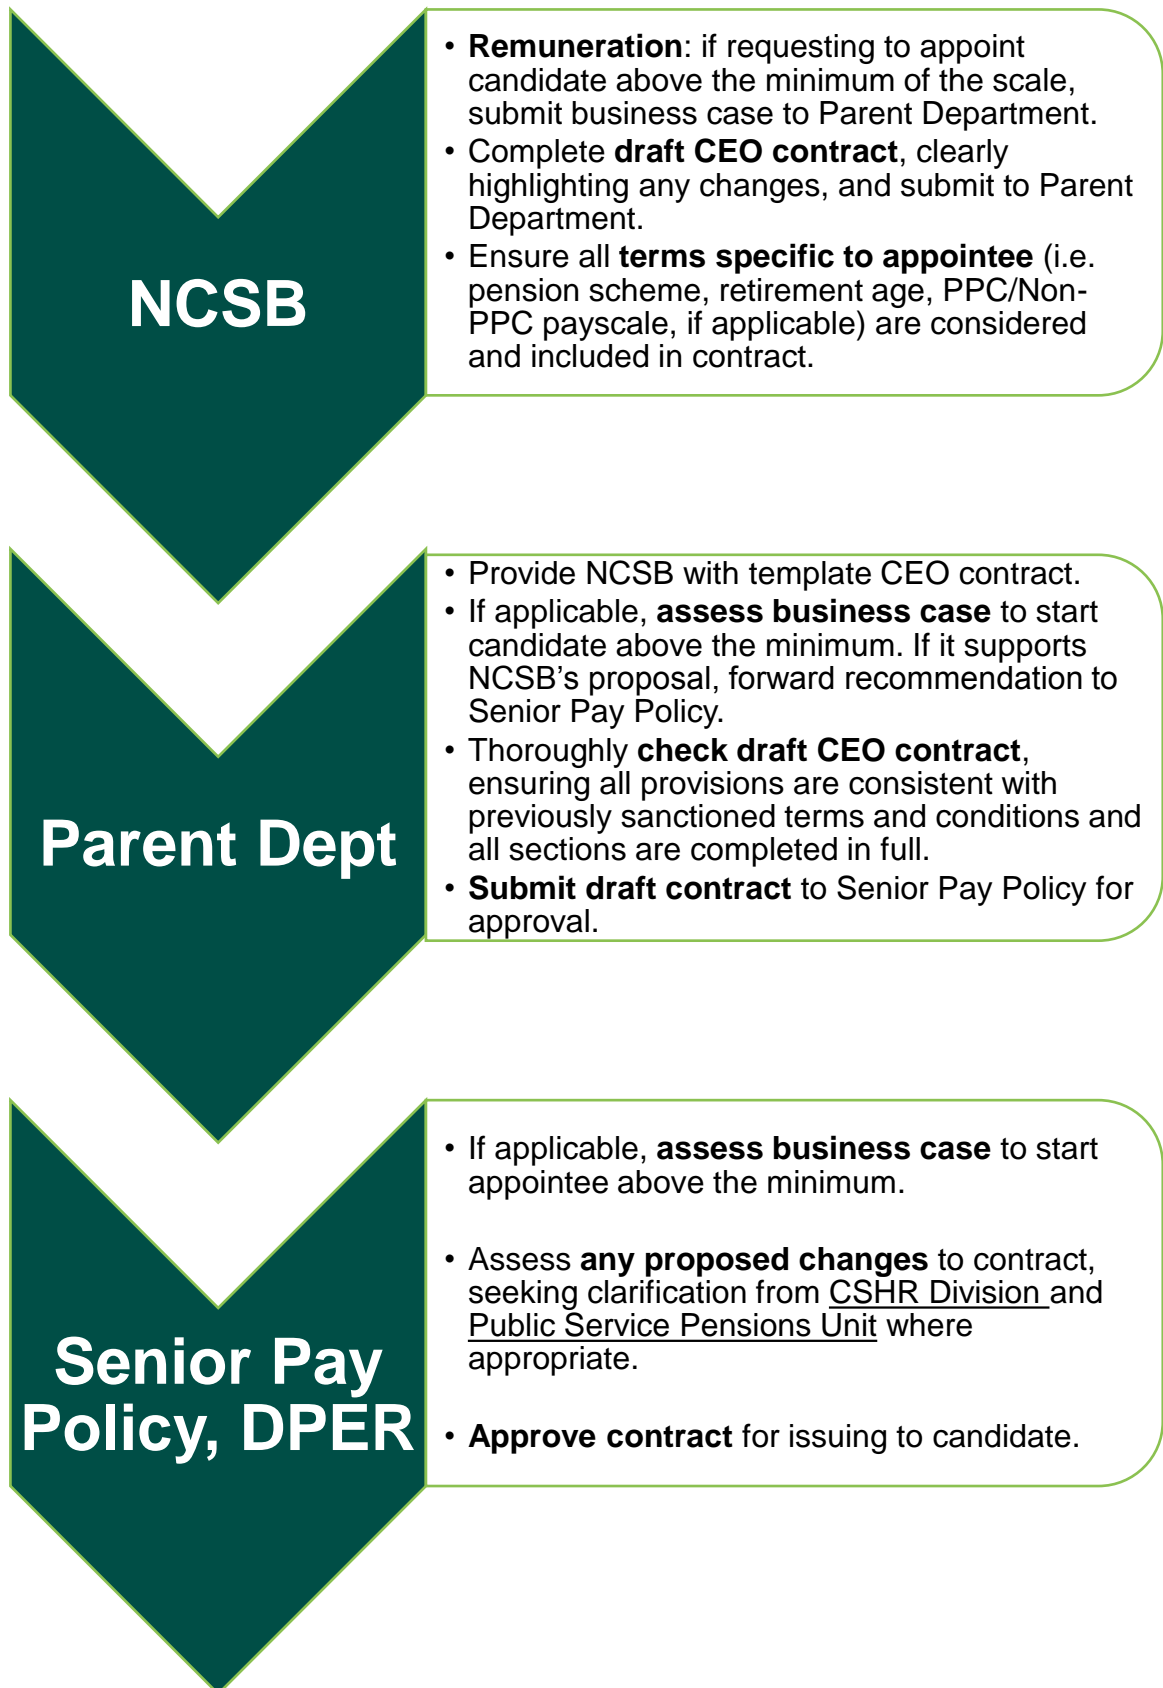 NCSB
• Remuneration: if requesting to appoint
candidate above the minimum of the scale,
submit business case to Parent Department.
• Complete draft CEO contract, clearly
highlighting any changes, and submit to Parent
Department.
• Ensure all terms specific to appointee (i.e.
pension scheme, retirement age, PPC/Non-
PPC payscale, if applicable) are considered
and included in contract.
Parent Dept
• Provide NCSB with template CEO contract.
• If applicable, assess business case to start
candidate above the minimum. If it supports
NCSB’s proposal, forward recommendation to
Senior Pay Policy.
• Thoroughly check draft CEO contract,
ensuring all provisions are consistent with
previously sanctioned terms and conditions and
all sections are completed in full.
• Submit draft contract to Senior Pay Policy for
approval.
Senior Pay
Policy, DPER
• If applicable, assess business case to start
appointee above the minimum.
• Assess any proposed changes to contract,
seeking clarification from CSHR Division and
Public Service Pensions Unit where
appropriate.
• Approve contract for issuing to candidate.